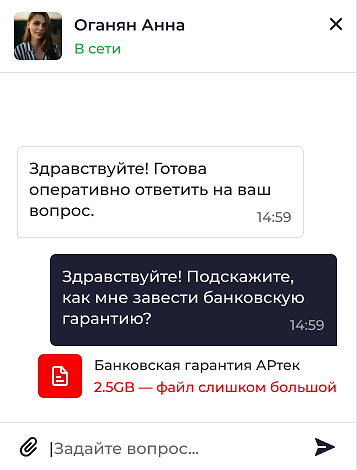 Оганян Анна
В сети
Здравствуйте! Готова
оперативно ответить на ваш
вопрос.
14:59
Здравствуйте! Подскажите,
как мне завести банковскую
гарантию?
14:59
Банковская гарантия АРтек
2.5GB — файл слишком большой
Задайте вопрос...